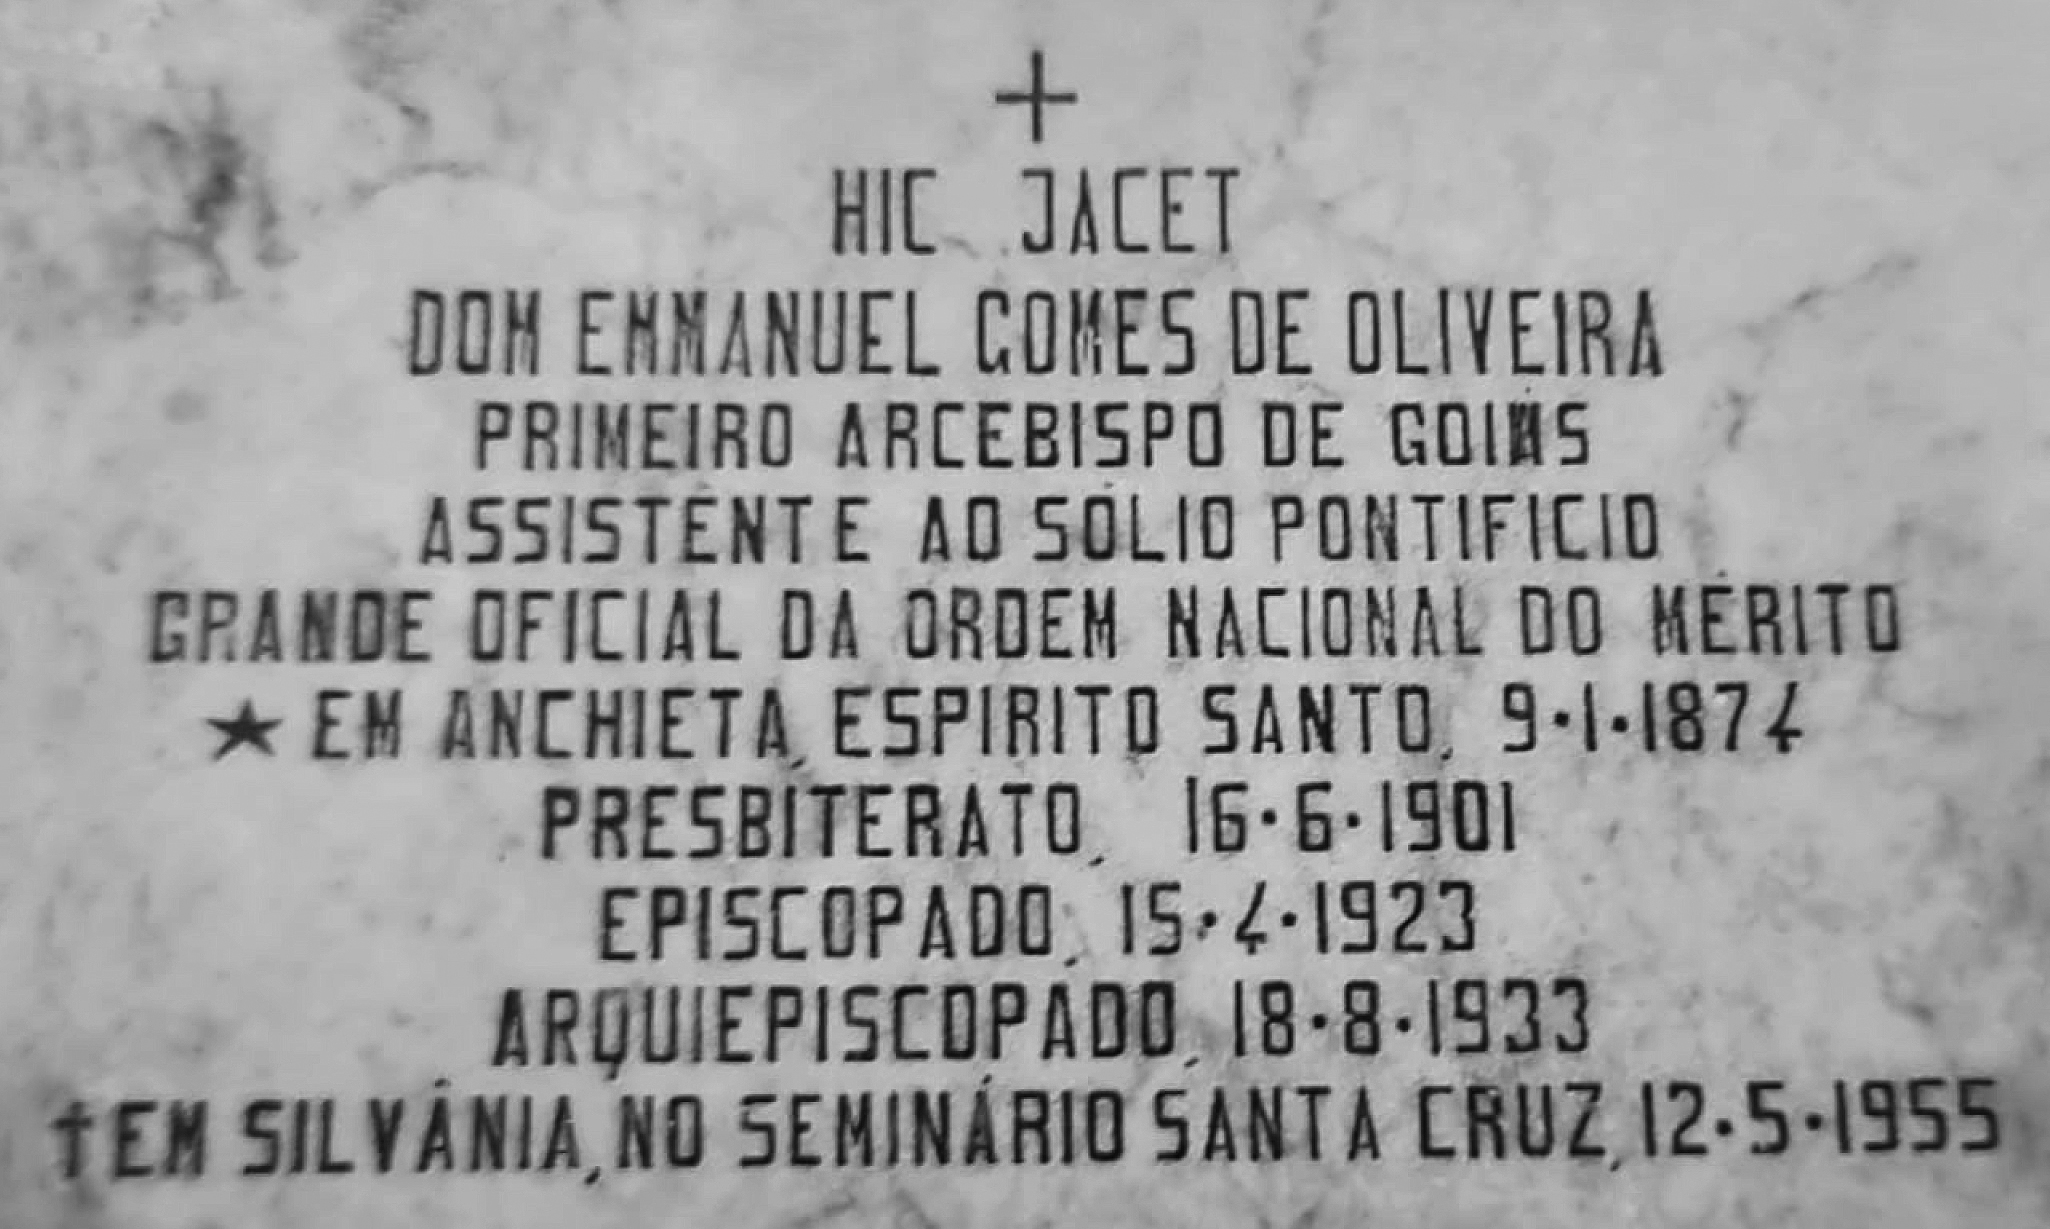 HIC JACET
DOM EMMANUEL GOMES DE OLIVEIRA
PRIMEIRO ARCEBISPO DE GOIÁS
ASSISTENTE AO SÓLIO PONTIFICIO
GRANDE OFICIAL DA ORDEM NACIONAL DO MÉRITO
★ EM ANCHIETA, ESPIRITO SANTO, 9·1·1874
PRESBITERATO, 16·6·1901
EPISCOPADO, 15·4·1923
ARQUIEPISCOPADO, 18·8·1933
† EM SILVÂNIA, NO SEMINÁRIO SANTA CRUZ, 12·5·1955